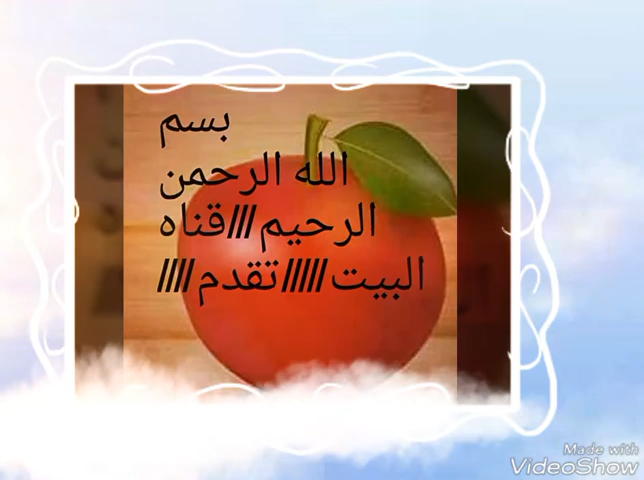 بسم
الله الرحمن
الرحيم///قناه
البيت/////تقدم////
Made with
VideoShow